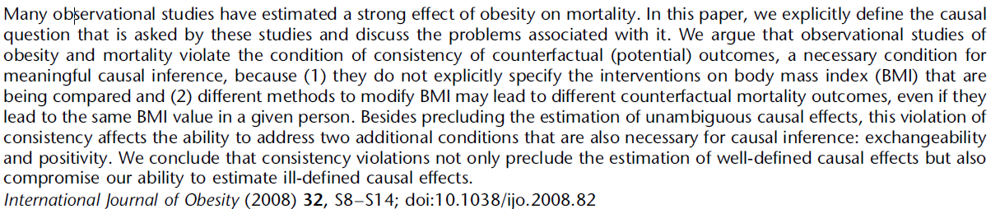 Many observational studies have estimated a strong effect of obesity on mortality. In this paper, we explicitly define the causal
question that is asked by these studies and discuss the problems associated with it. We argue that observational studies of
obesity and mortality violate the condition of consistency of counterfactual (potential) outcomes, a necessary condition for
meaningful causal inference, because (1) they do not explicitly specify the interventions on body mass index (BMI) that are
being compared and (2) different methods to modify BMI may lead to different counterfactual mortality outcomes, even if they
lead to the same BMI value in a given person. Besides precluding the estimation of unambiguous causal effects, this violation of
consistency affects the ability to address two additional conditions that are also necessary for causal inference: exchangeability
and positivity. We conclude that consistency violations not only preclude the estimation of well-defined causal effects but also
compromise our ability to estimate ill-defined causal effects.
International Journal of Obesity (2008) 32, S8–S14; doi:10.1038/ijo.2008.82